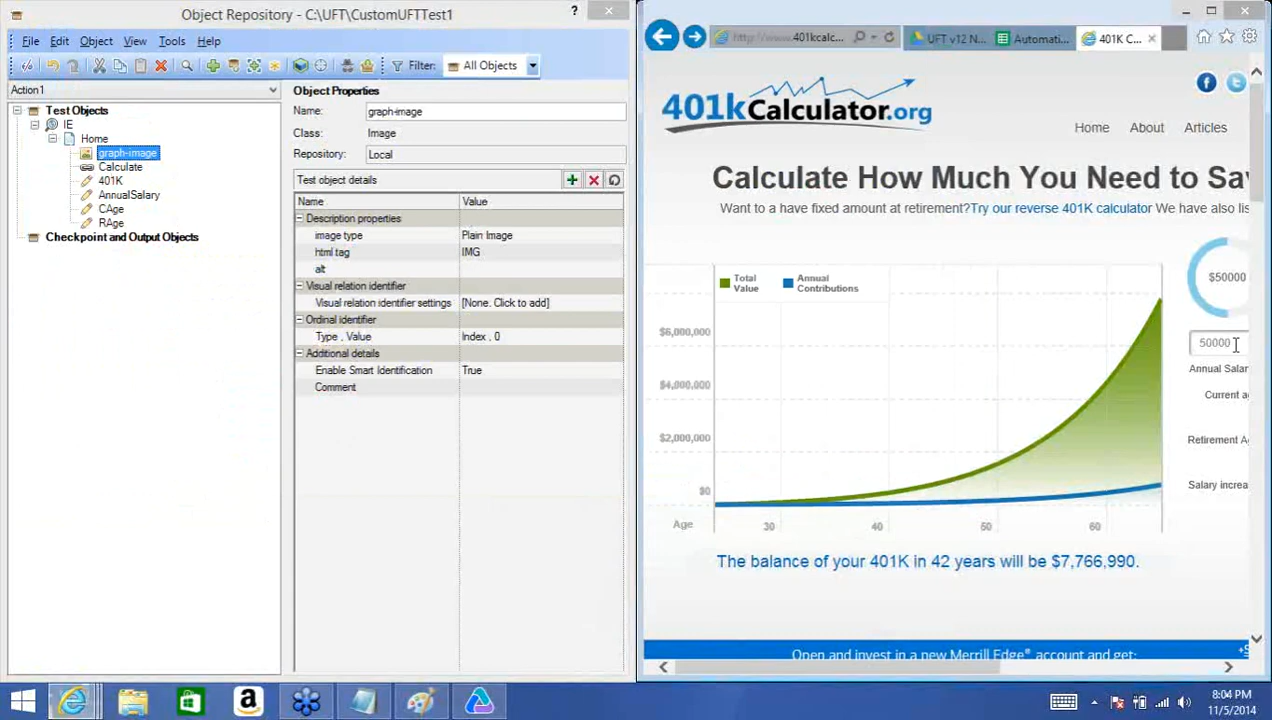 Object Repository - C:\UFT\CustomUFTTest1
?
File Edit Object View Tools Help
Filter: All Objects
Action1
Test Objects
IE
Home
graph-image
Calculate
401K
AnnualSalary
CAge
RAge
Checkpoint and Output Objects
Object Properties
Name: graph-image
Class: Image
Repository: Local
Test object details
Name Value
Description properties
image type Plain Image
html tag IMG
alt
Visual relation identifier
Visual relation identifier settings [None. Click to add]
Ordinal identifier
Type , Value Index , 0
Additional details
Enable Smart Identification True
Comment
http://www.401kcalc...
UFT v12 N...
Automati...
401K C...
401kCalculator.org
Home About Articles
Calculate How Much You Need to Sav
Want to a have fixed amount at retirement?Try our reverse 401K calculator We have also lis
Total Value
Annual Contributions
$50000
$6,000,000
$4,000,000
$2,000,000
$0
Age 30 40 50 60
50000
Annual Salar
Current a
Retirement A
Salary increa
The balance of your 401K in 42 years will be $7,766,990.
Open and invest in a new Merrill Edge® account and get:
8:04 PM
11/5/2014